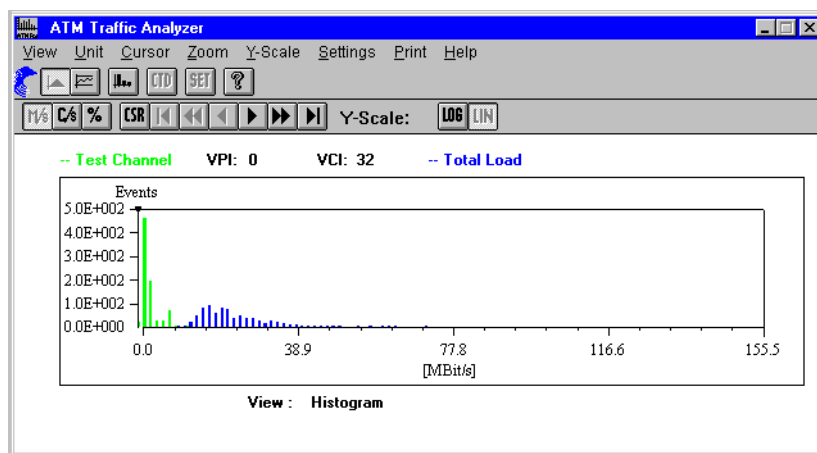 ATM Traffic Analyzer
View Unit Cursor Zoom Y-Scale Settings Print Help
CTD SET ?
M/s C/s % CSR Y-Scale: LOG LIN
-- Test Channel VPI: 0 VCI: 32 -- Total Load
Events
5.0E+002
4.0E+002
3.0E+002
2.0E+002
1.0E+002
0.0E+000
0.0 38.9 77.8 116.6 155.5
[MBit/s]
View : Histogram